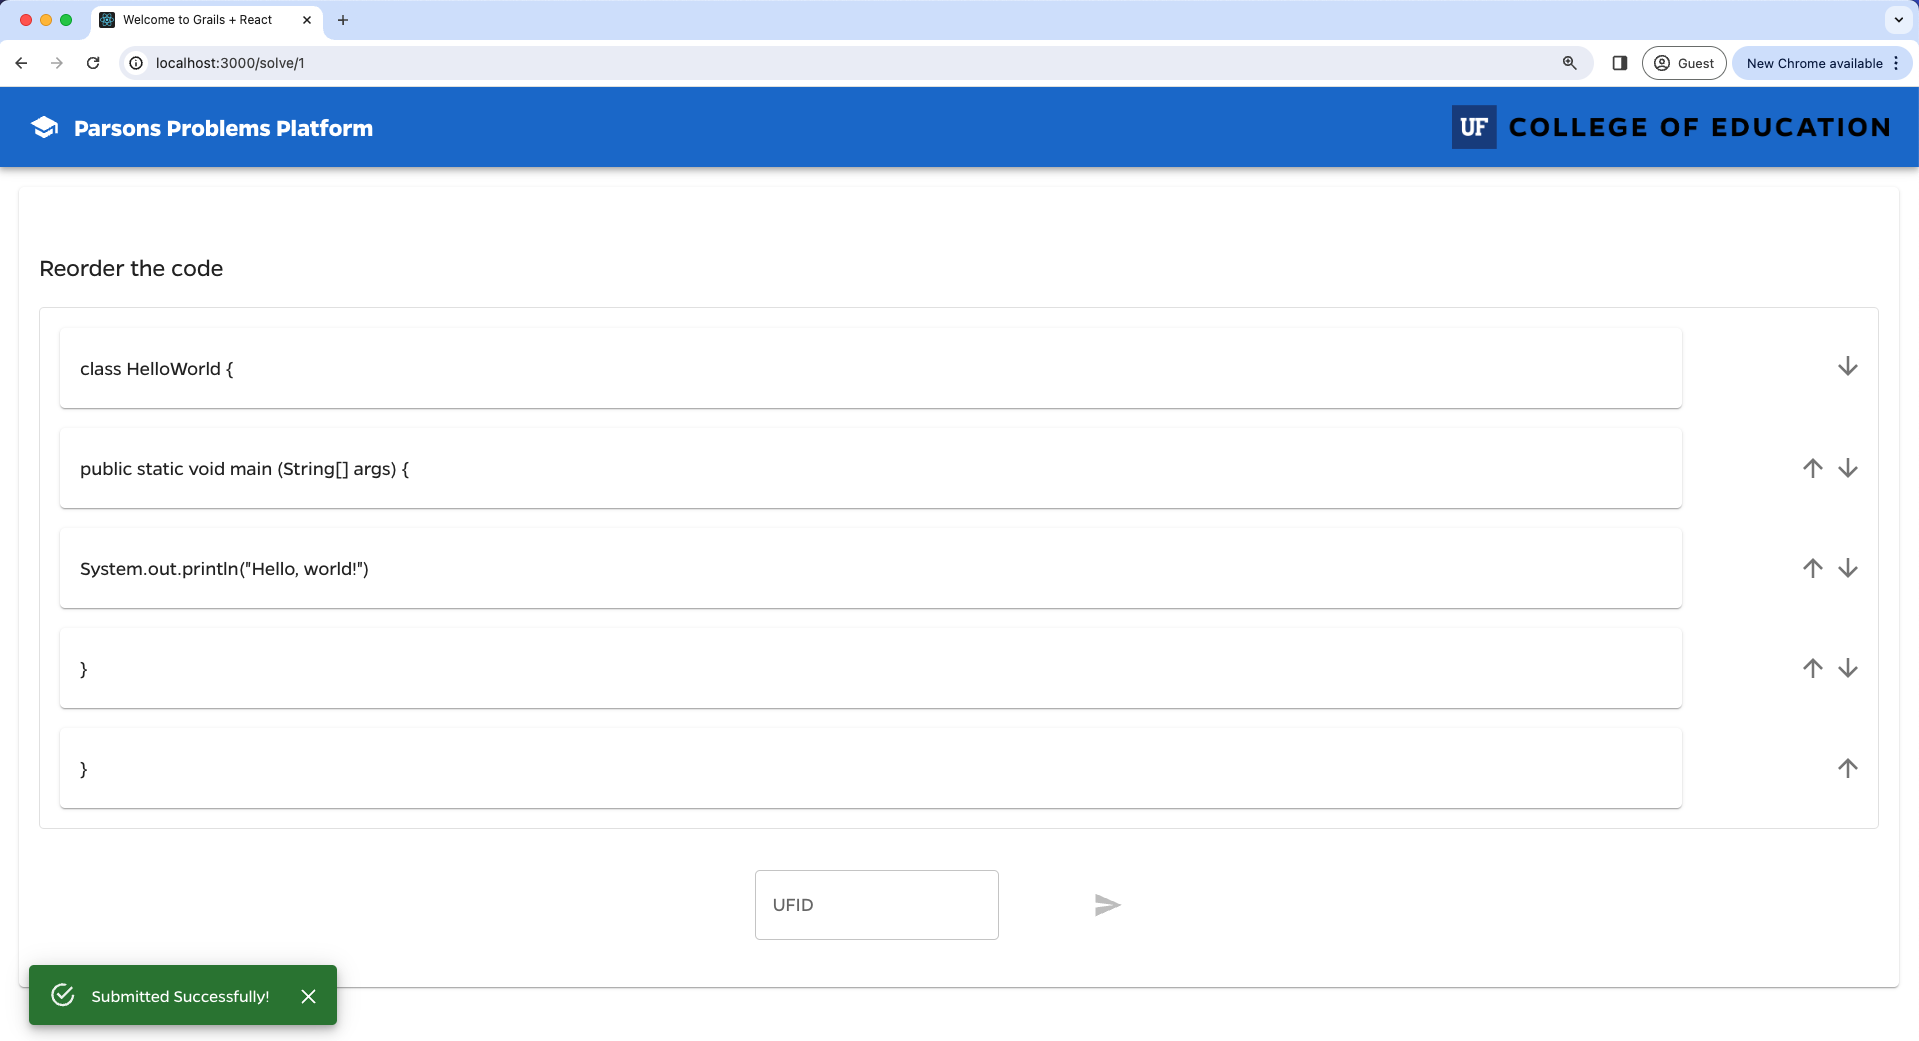 Welcome to Grails + React
localhost:3000/solve/1
Guest
New Chrome available
Parsons Problems Platform
UF COLLEGE OF EDUCATION
Reorder the code
class HelloWorld {
public static void main (String[] args) {
System.out.println("Hello, world!")
}
}
UFID
Submitted Successfully!